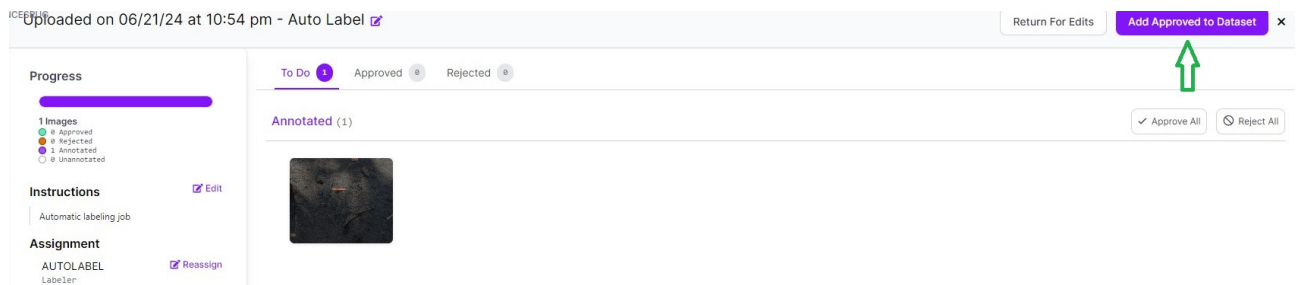 Uploaded on 06/21/24 at 10:54 pm - Auto Label
Return For Edits
Add Approved to Dataset
Progress
To Do 1
Approved 0
Rejected 0
1 Images
0 Approved
0 Rejected
1 Annotated
0 Unannotated
Annotated (1)
Approve All
Reject All
Instructions
Edit
Automatic labeling job
Assignment
AUTOLABEL
Reassign
Labeler